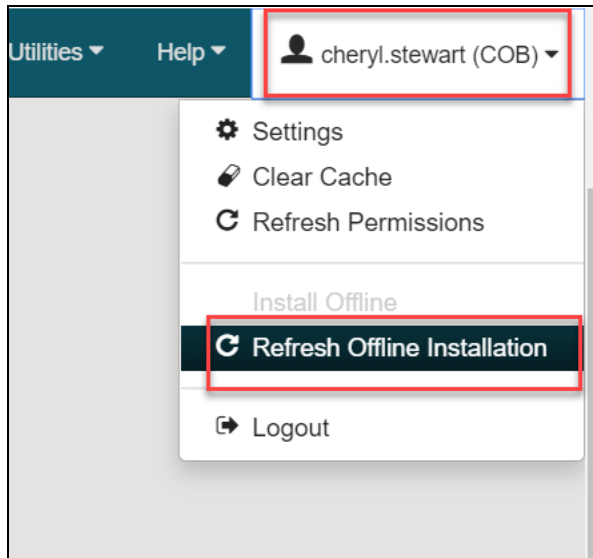 Utilities Help cheryl.stewart (COB)
Settings
Clear Cache
Refresh Permissions
Install Offline
Refresh Offline Installation
Logout